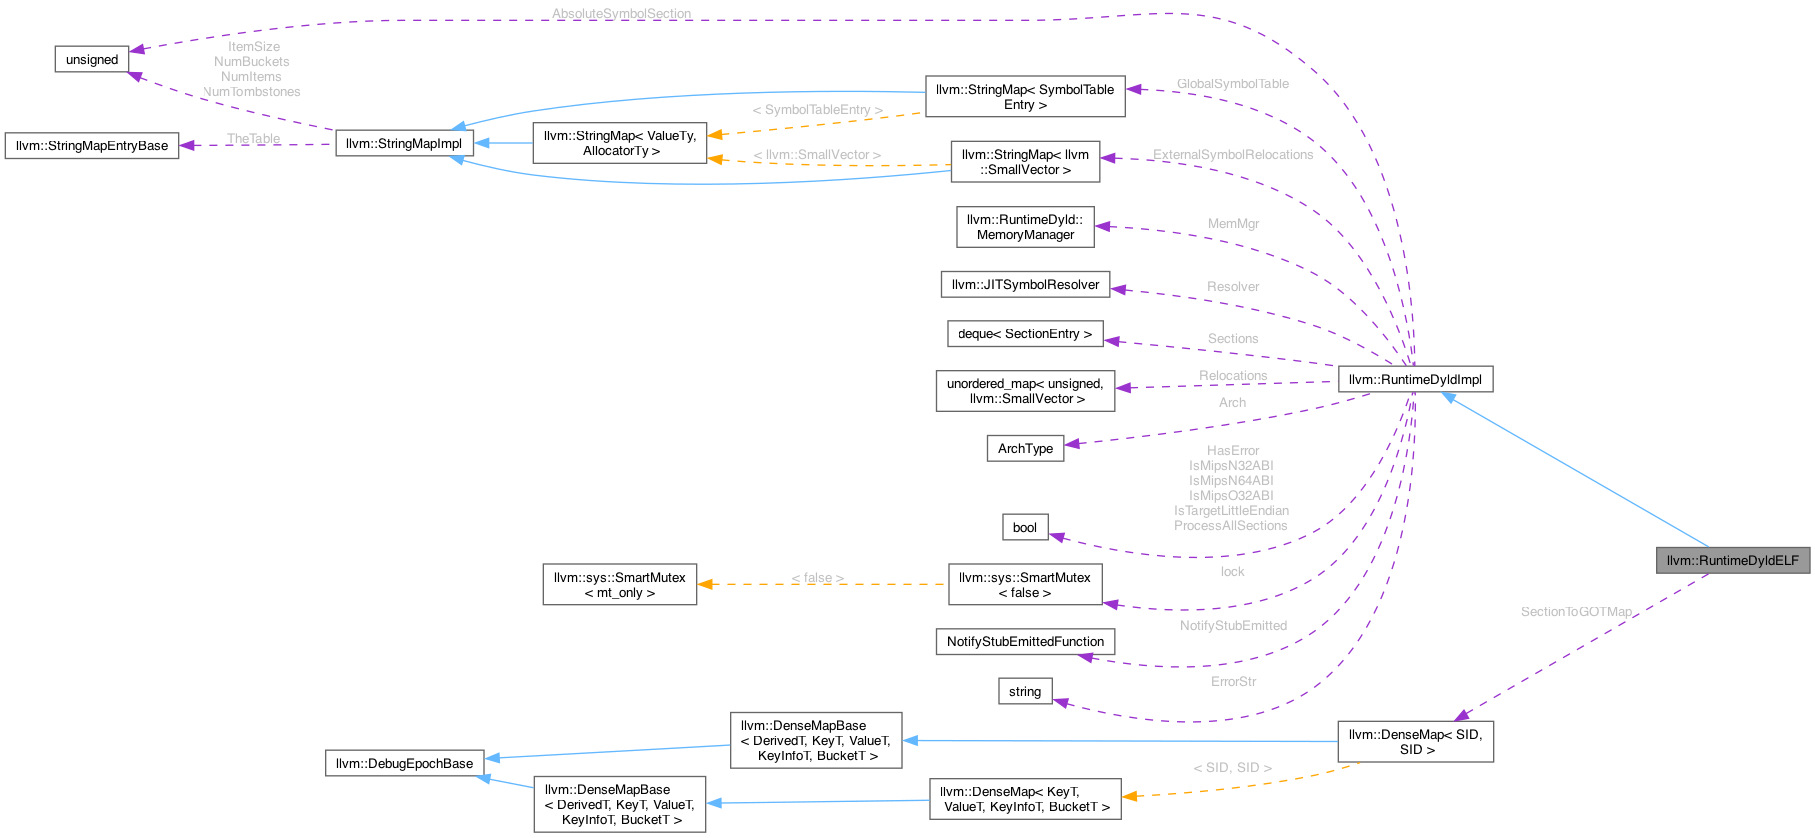 AbsoluteSymbolSection
unsigned
ItemSize
NumBuckets
NumItems
NumTombstones
llvm::StringMapEntryBase
TheTable
llvm::StringMapImpl
llvm::StringMap< ValueTy,
AllocatorTy >
< SymbolTableEntry >
< llvm::SmallVector >
llvm::StringMap< SymbolTable
Entry >
GlobalSymbolTable
llvm::StringMap< llvm
::SmallVector >
ExternalSymbolRelocations
llvm::RuntimeDyld::
MemoryManager
MemMgr
llvm::JITSymbolResolver
Resolver
deque< SectionEntry >
Sections
unordered_map< unsigned,
llvm::SmallVector >
Relocations
llvm::RuntimeDyldImpl
ArchType
Arch
HasError
IsMipsN32ABI
IsMipsN64ABI
IsMipsO32ABI
IsTargetLittleEndian
ProcessAllSections
bool
llvm::RuntimeDyldELF
llvm::sys::SmartMutex
< mt_only >
< false >
llvm::sys::SmartMutex
< false >
lock
NotifyStubEmittedFunction
NotifyStubEmitted
SectionToGOTMap
string
ErrorStr
llvm::DebugEpochBase
llvm::DenseMapBase
< DerivedT, KeyT, ValueT,
KeyInfoT, BucketT >
llvm::DenseMap< SID,
SID >
< SID, SID >
llvm::DenseMapBase
< DerivedT, KeyT, ValueT,
KeyInfoT, BucketT >
llvm::DenseMap< KeyT,
ValueT, KeyInfoT, BucketT >